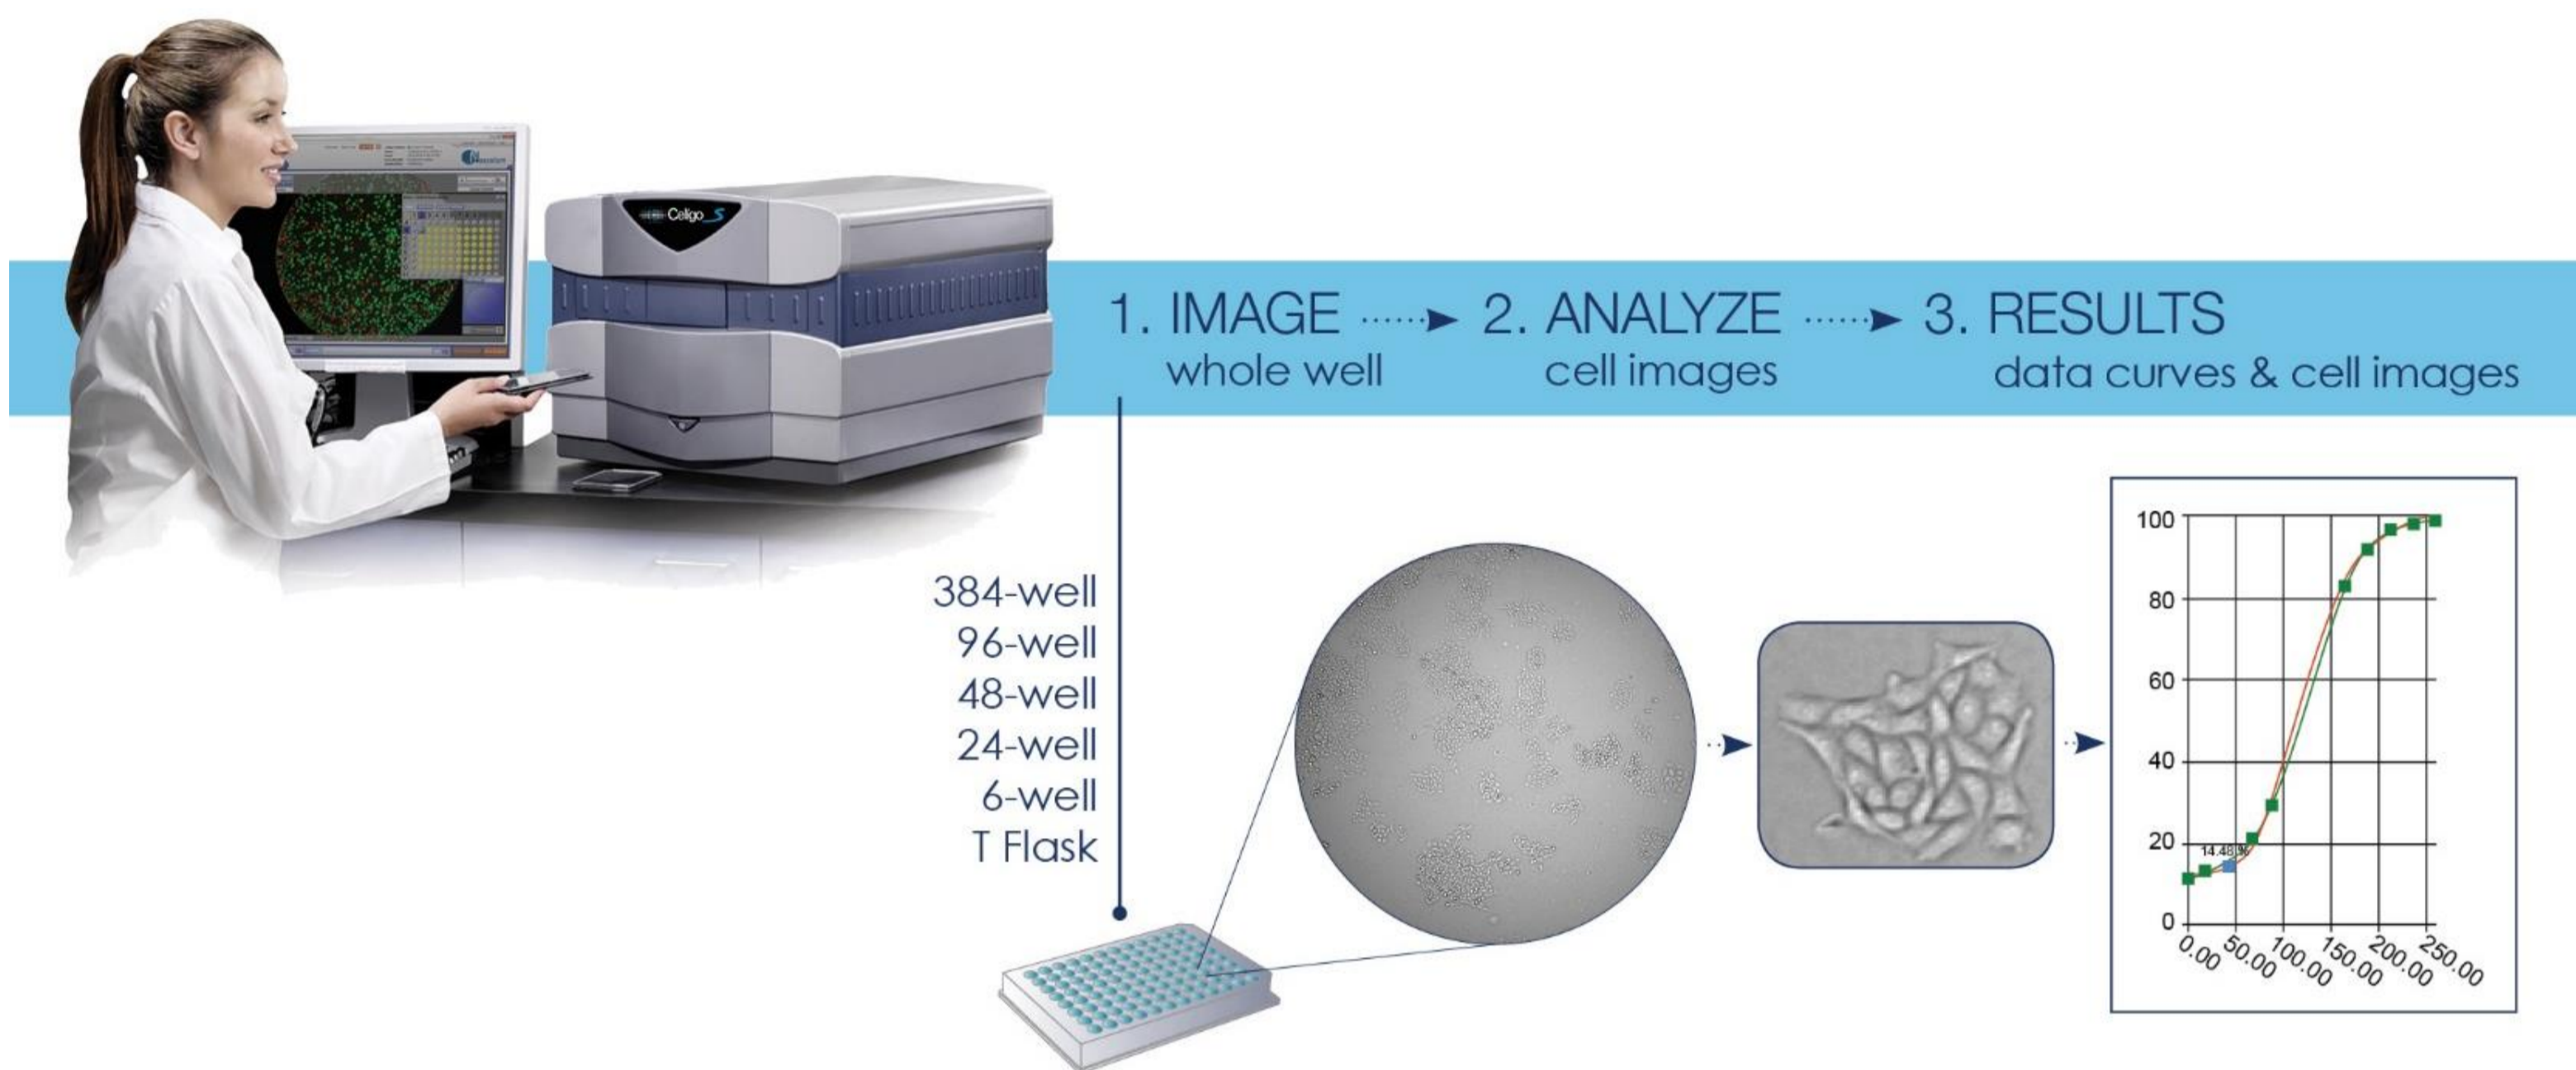 Celigo S
1. IMAGE
whole well
2. ANALYZE
cell images
3. RESULTS
data curves & cell images
384-well
96-well
48-well
24-well
6-well
T Flask
100
80
60
40
20
0
14.48 %
0.00
50.00
100.00
150.00
200.00
250.00